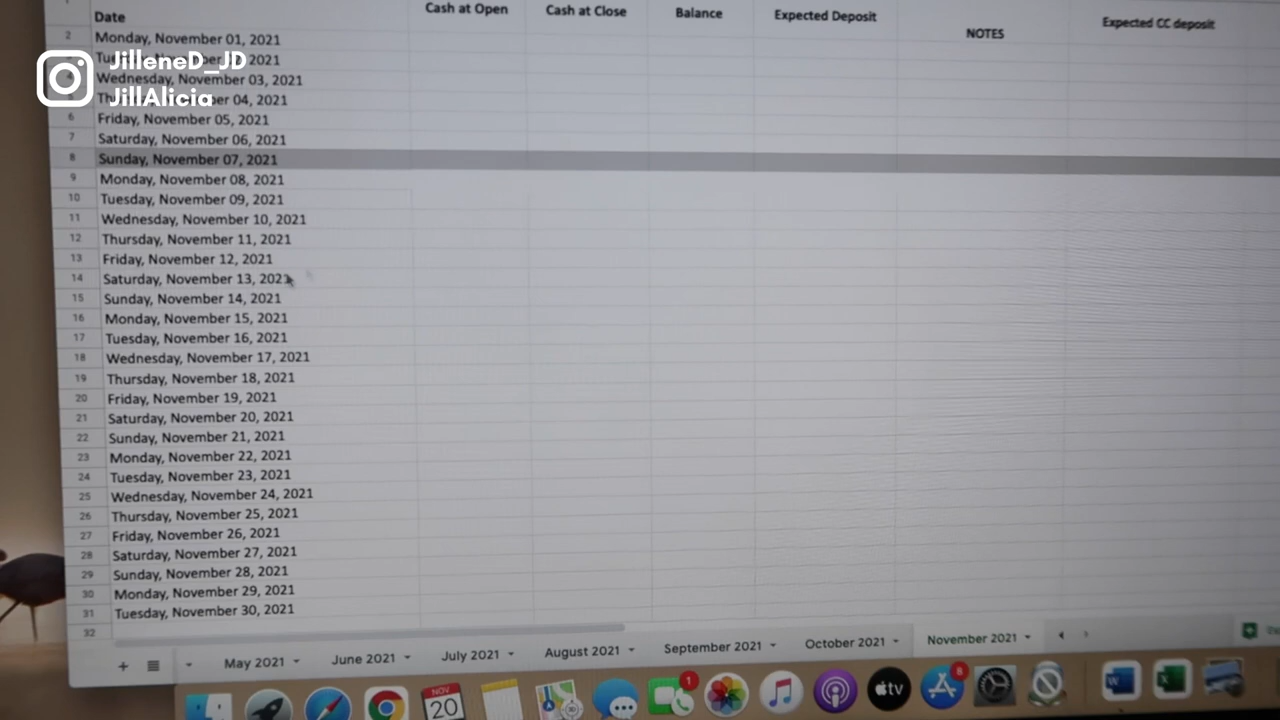 Date Cash at Open Cash at Close Balance Expected Deposit NOTES Expected CC deposit
2 Monday, November 01, 2021
JilleneD_JD
Wednesday, November 03, 2021
JillAlicia
6 Friday, November 05, 2021
7 Saturday, November 06, 2021
8 Sunday, November 07, 2021
9 Monday, November 08, 2021
10 Tuesday, November 09, 2021
11 Wednesday, November 10, 2021
12 Thursday, November 11, 2021
13 Friday, November 12, 2021
14 Saturday, November 13, 2021
15 Sunday, November 14, 2021
16 Monday, November 15, 2021
17 Tuesday, November 16, 2021
18 Wednesday, November 17, 2021
19 Thursday, November 18, 2021
20 Friday, November 19, 2021
21 Saturday, November 20, 2021
22 Sunday, November 21, 2021
23 Monday, November 22, 2021
24 Tuesday, November 23, 2021
25 Wednesday, November 24, 2021
26 Thursday, November 25, 2021
27 Friday, November 26, 2021
28 Saturday, November 27, 2021
29 Sunday, November 28, 2021
30 Monday, November 29, 2021
31 Tuesday, November 30, 2021
32
May 2021 June 2021 July 2021 August 2021 September 2021 October 2021 November 2021
NOV
20
1
tv
8
W
X